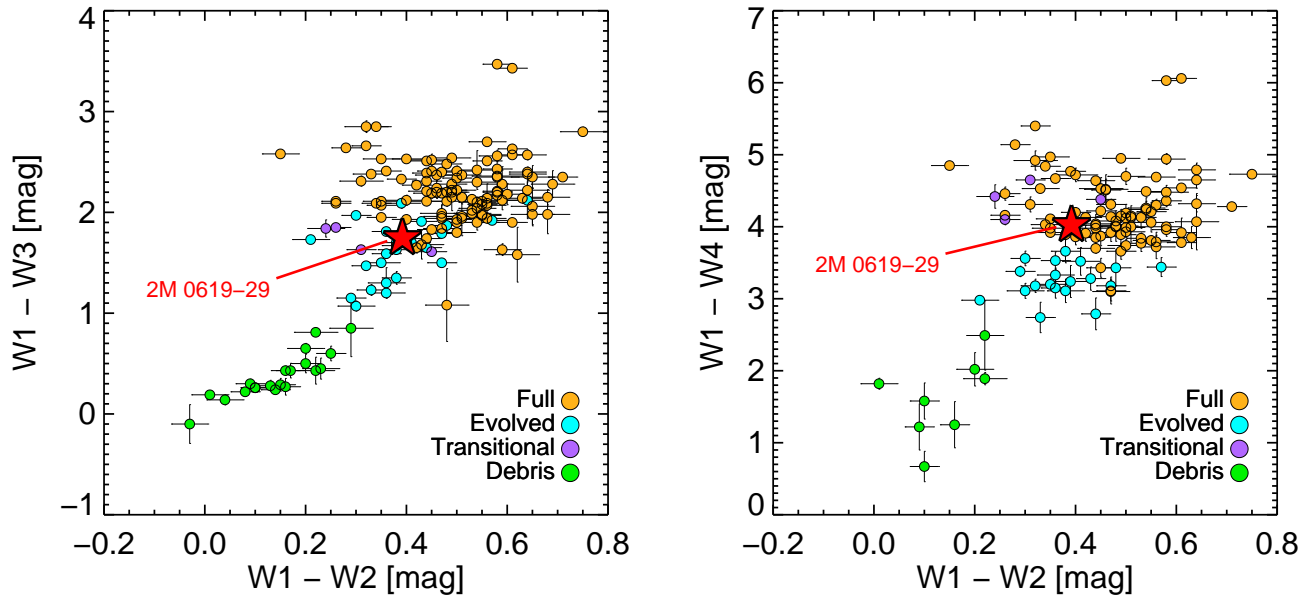 4
3
2
1
0
−1
W1 − W3 [mag]
2M 0619−29
Full
Evolved
Transitional
Debris
−0.2 0.0 0.2 0.4 0.6 0.8
W1 − W2 [mag]
7
6
5
4
3
2
1
0
W1 − W4 [mag]
2M 0619−29
Full
Evolved
Transitional
Debris
−0.2 0.0 0.2 0.4 0.6 0.8
W1 − W2 [mag]